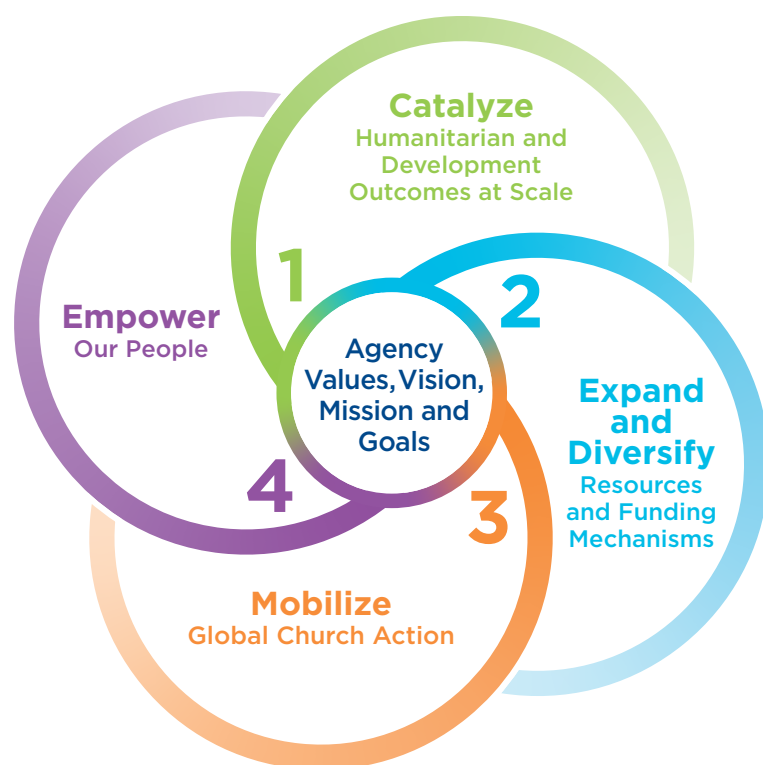 Catalyze
Humanitarian and
Development
Outcomes at Scale
1
2
Expand
and
Diversify
Resources
and Funding
Mechanisms
3
Mobilize
Global Church Action
4
Empower
Our People
Agency
Values, Vision,
Mission and
Goals